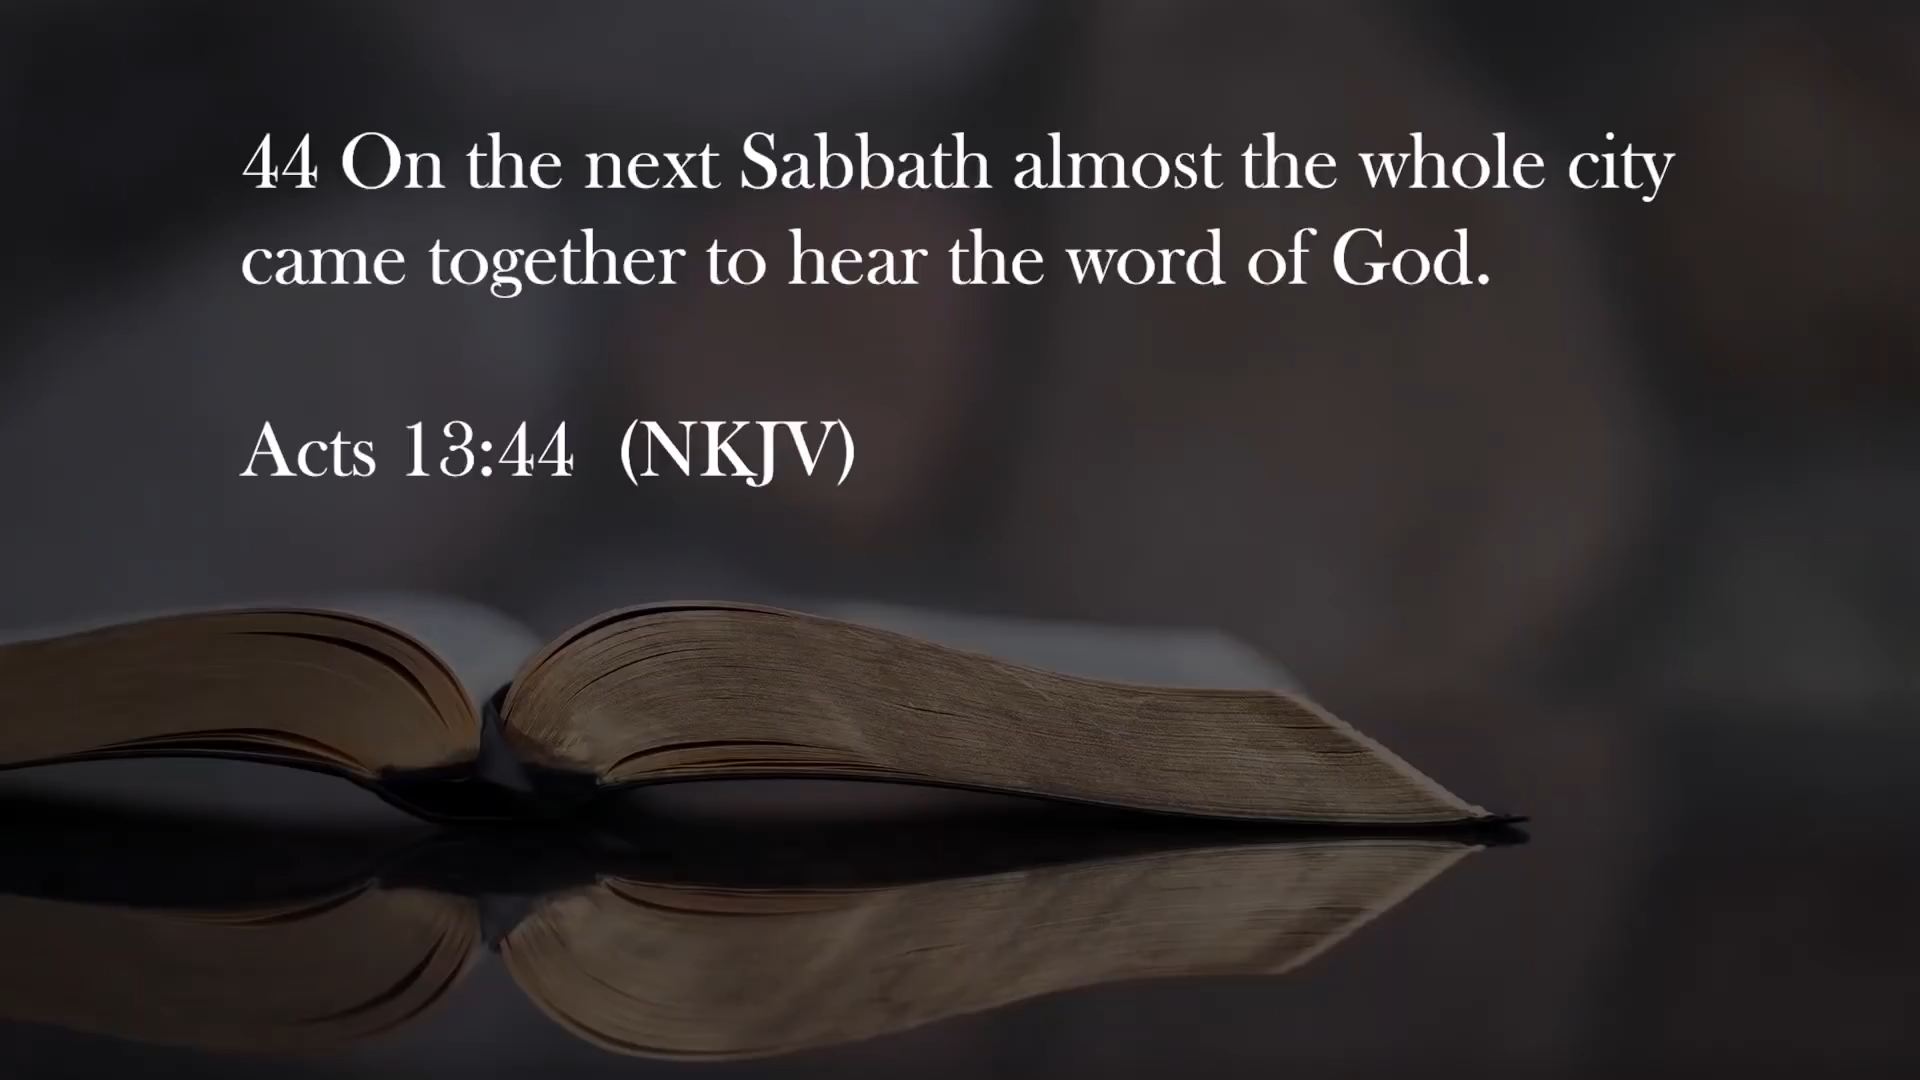 44 On the next Sabbath almost the whole city
came together to hear the word of God.
Acts 13:44 (NKJV)